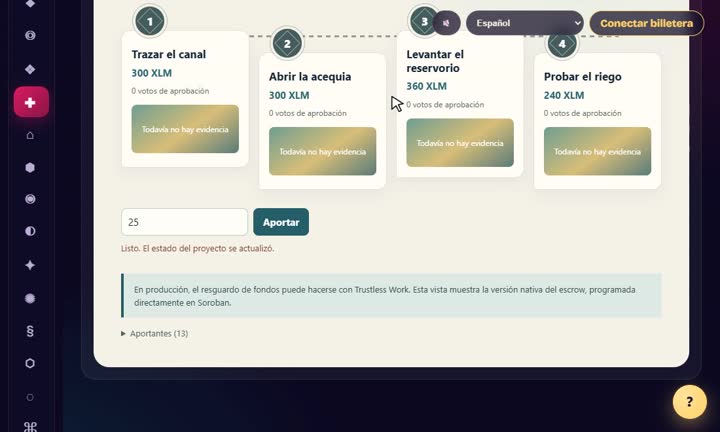 Español
Conectar billetera
1
Trazar el canal
300 XLM
0 votos de aprobación
Todavía no hay evidencia
2
Abrir la acequia
300 XLM
0 votos de aprobación
Todavía no hay evidencia
3
Levantar el
reservorio
360 XLM
0 votos de aprobación
Todavía no hay evidencia
4
Probar el riego
240 XLM
0 votos de aprobación
Todavía no hay evidencia
25
Aportar
Listo. El estado del proyecto se actualizó.
En producción, el resguardo de fondos puede hacerse con Trustless Work. Esta vista muestra la versión nativa del escrow, programada
directamente en Soroban.
Aportantes (13)
§
?